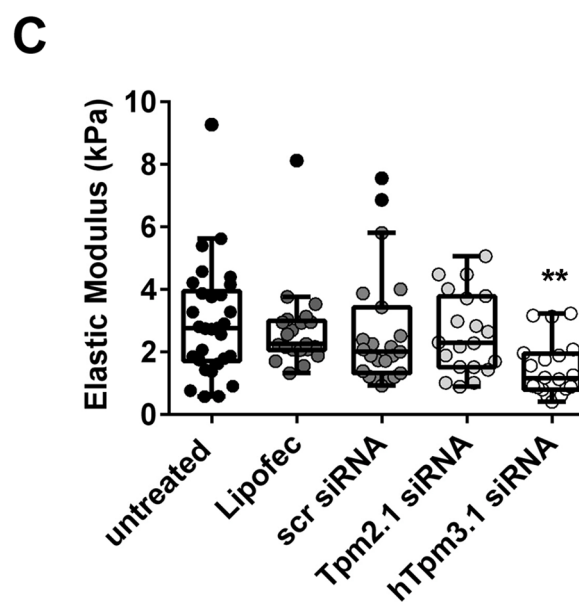 C
Elastic Modulus (kPa)
10
8
6
4
2
0
**
untreated
Lipofec
scr siRNA
Tpm2.1 siRNA
hTpm3.1 siRNA